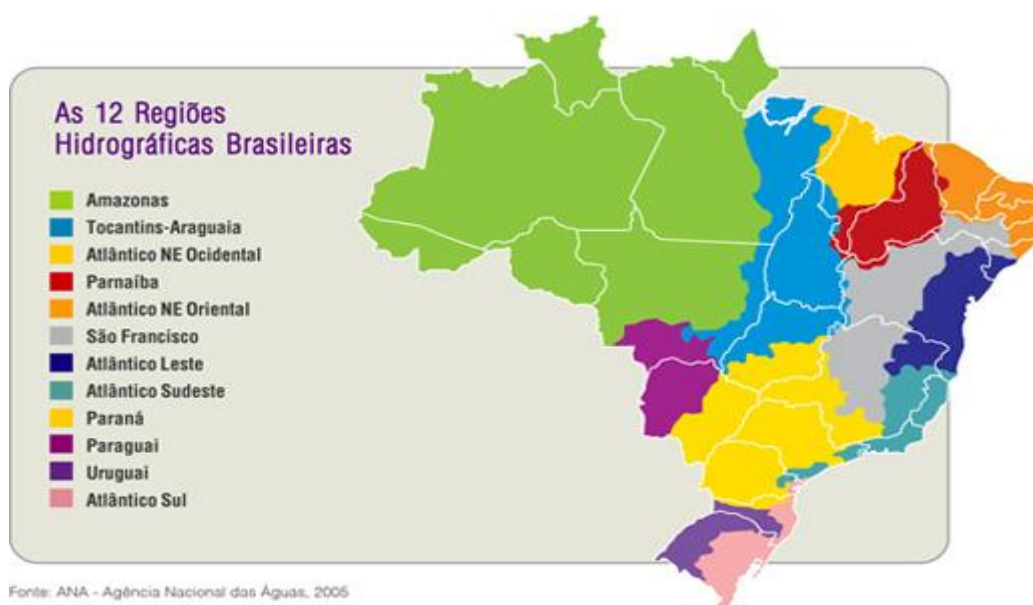 As 12 Regiões
Hidrográficas Brasileiras
Amazonas
Tocantins-Araguaia
Atlântico NE Ocidental
Parnaíba
Atlântico NE Oriental
São Francisco
Atlântico Leste
Atlântico Sudeste
Paraná
Paraguai
Uruguai
Atlântico Sul
Fonte: ANA - Agência Nacional das Águas, 2005